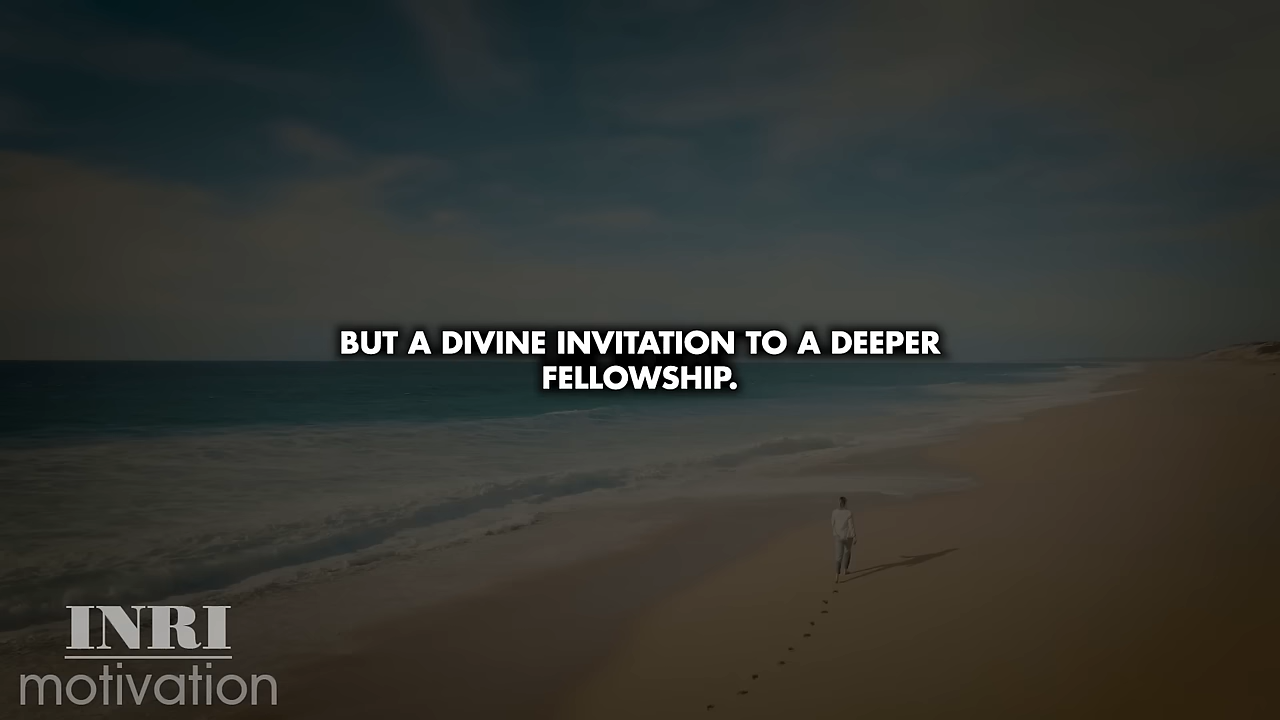 BUT A DIVINE INVITATION TO A DEEPER
FELLOWSHIP.
INRI
motivation